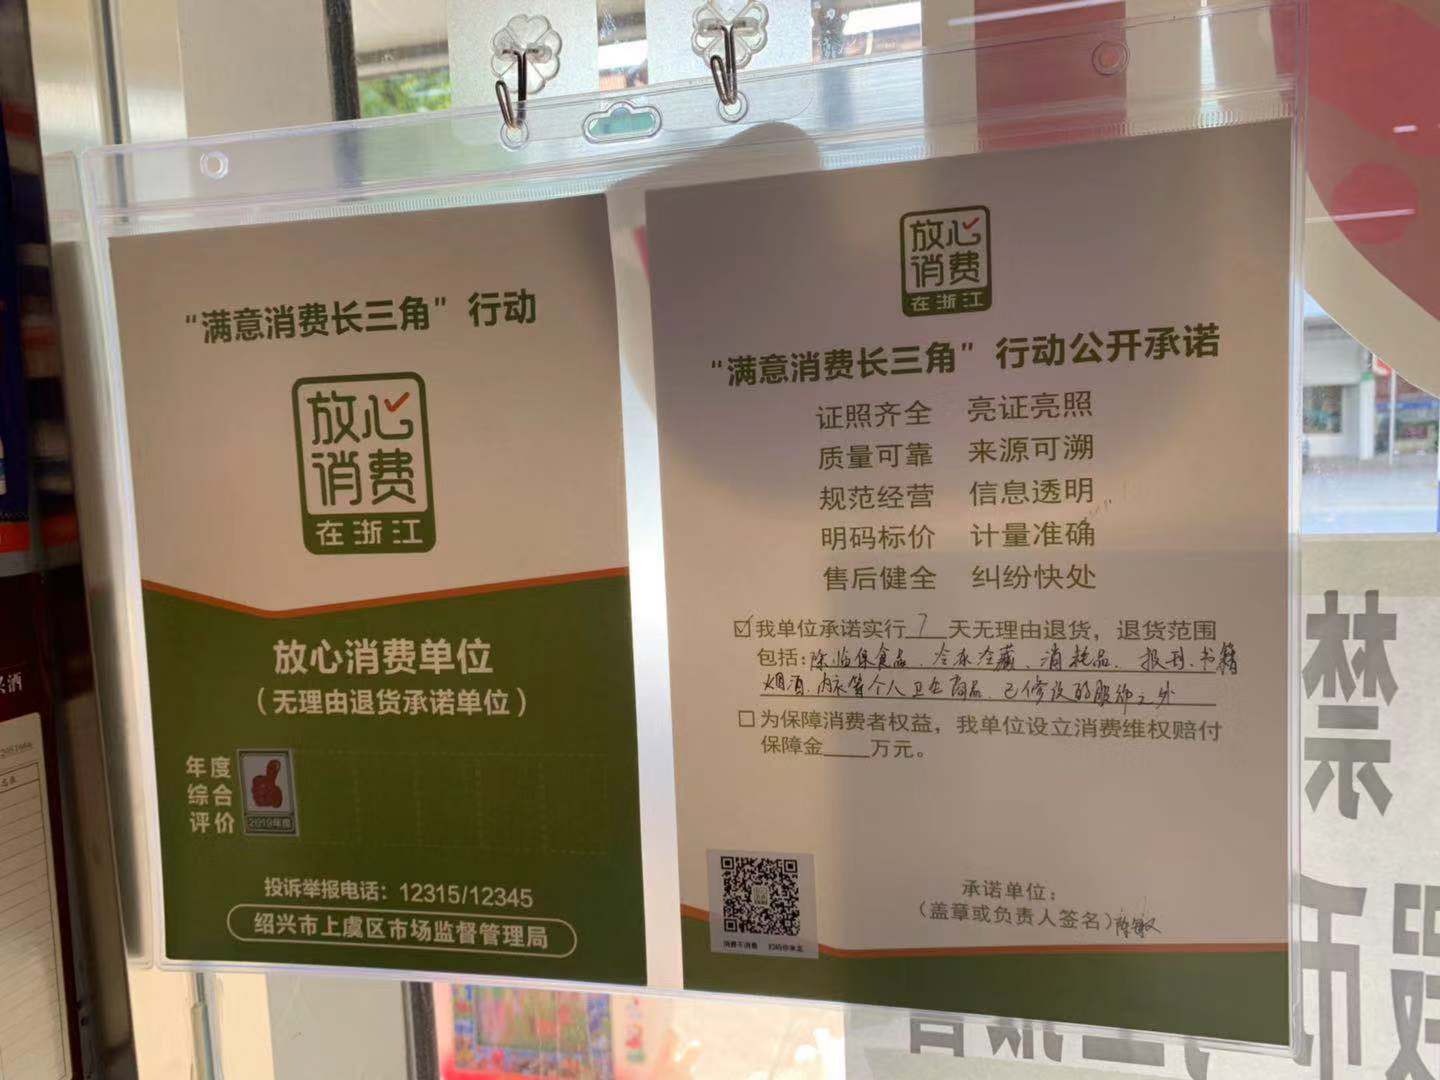 “满意消费长三角”行动
放心
消费
在浙江
放心消费单位
（无理由退货承诺单位）
年度
综合
评价
2019年度
投诉举报电话：12315/12345
绍兴市上虞区市场监督管理局
放心
消费
在浙江
“满意消费长三角”行动公开承诺
证照齐全 亮证亮照
质量可靠 来源可溯
规范经营 信息透明
明码标价 计量准确
售后健全 纠纷快处
☑我单位承诺实行7天无理由退货，退货范围
包括：除临保食品、冷冻冷藏、消耗品、报刊、书籍
烟酒、内衣等个人卫生商品、已修改的服饰之外
□为保障消费者权益，我单位设立消费维权赔付
保障金____万元。
承诺单位：
（盖章或负责人签名）
禁